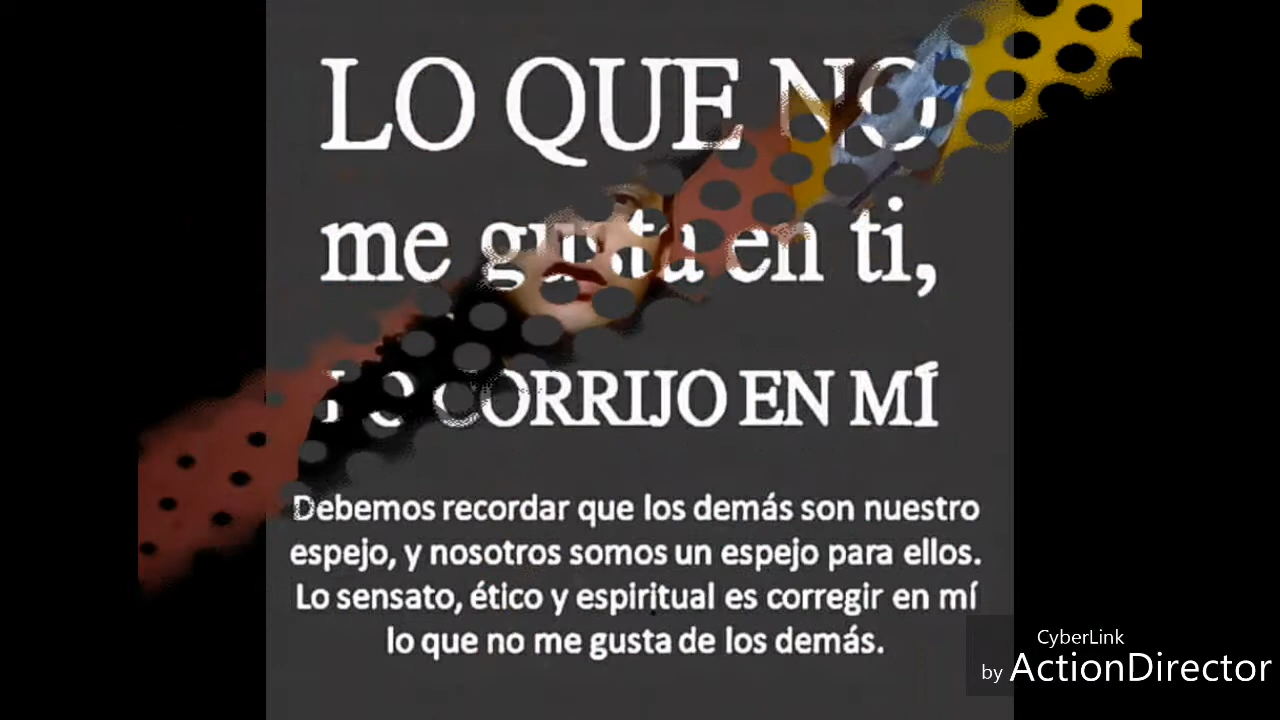 LO QUE NO
me gusta en ti,
LO CORRIJO EN MÍ
Debemos recordar que los demás son nuestro
espejo, y nosotros somos un espejo para ellos.
Lo sensato, ético y espiritual es corregir en mí
lo que no me gusta de los demás.
CyberLink
by ActionDirector